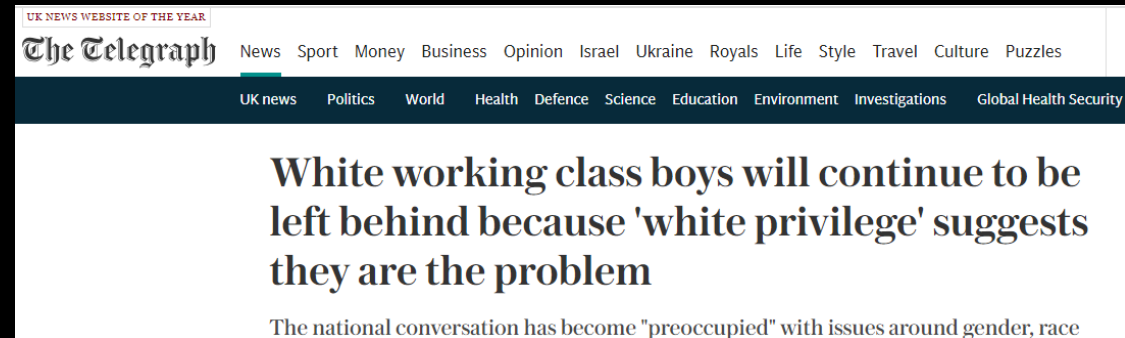 UK NEWS WEBSITE OF THE YEAR
The Telegraph News Sport Money Business Opinion Israel Ukraine Royals Life Style Travel Culture Puzzles
UK news Politics World Health Defence Science Education Environment Investigations Global Health Security
White working class boys will continue to be
left behind because 'white privilege' suggests
they are the problem
The national conversation has become "preoccupied" with issues around gender, race